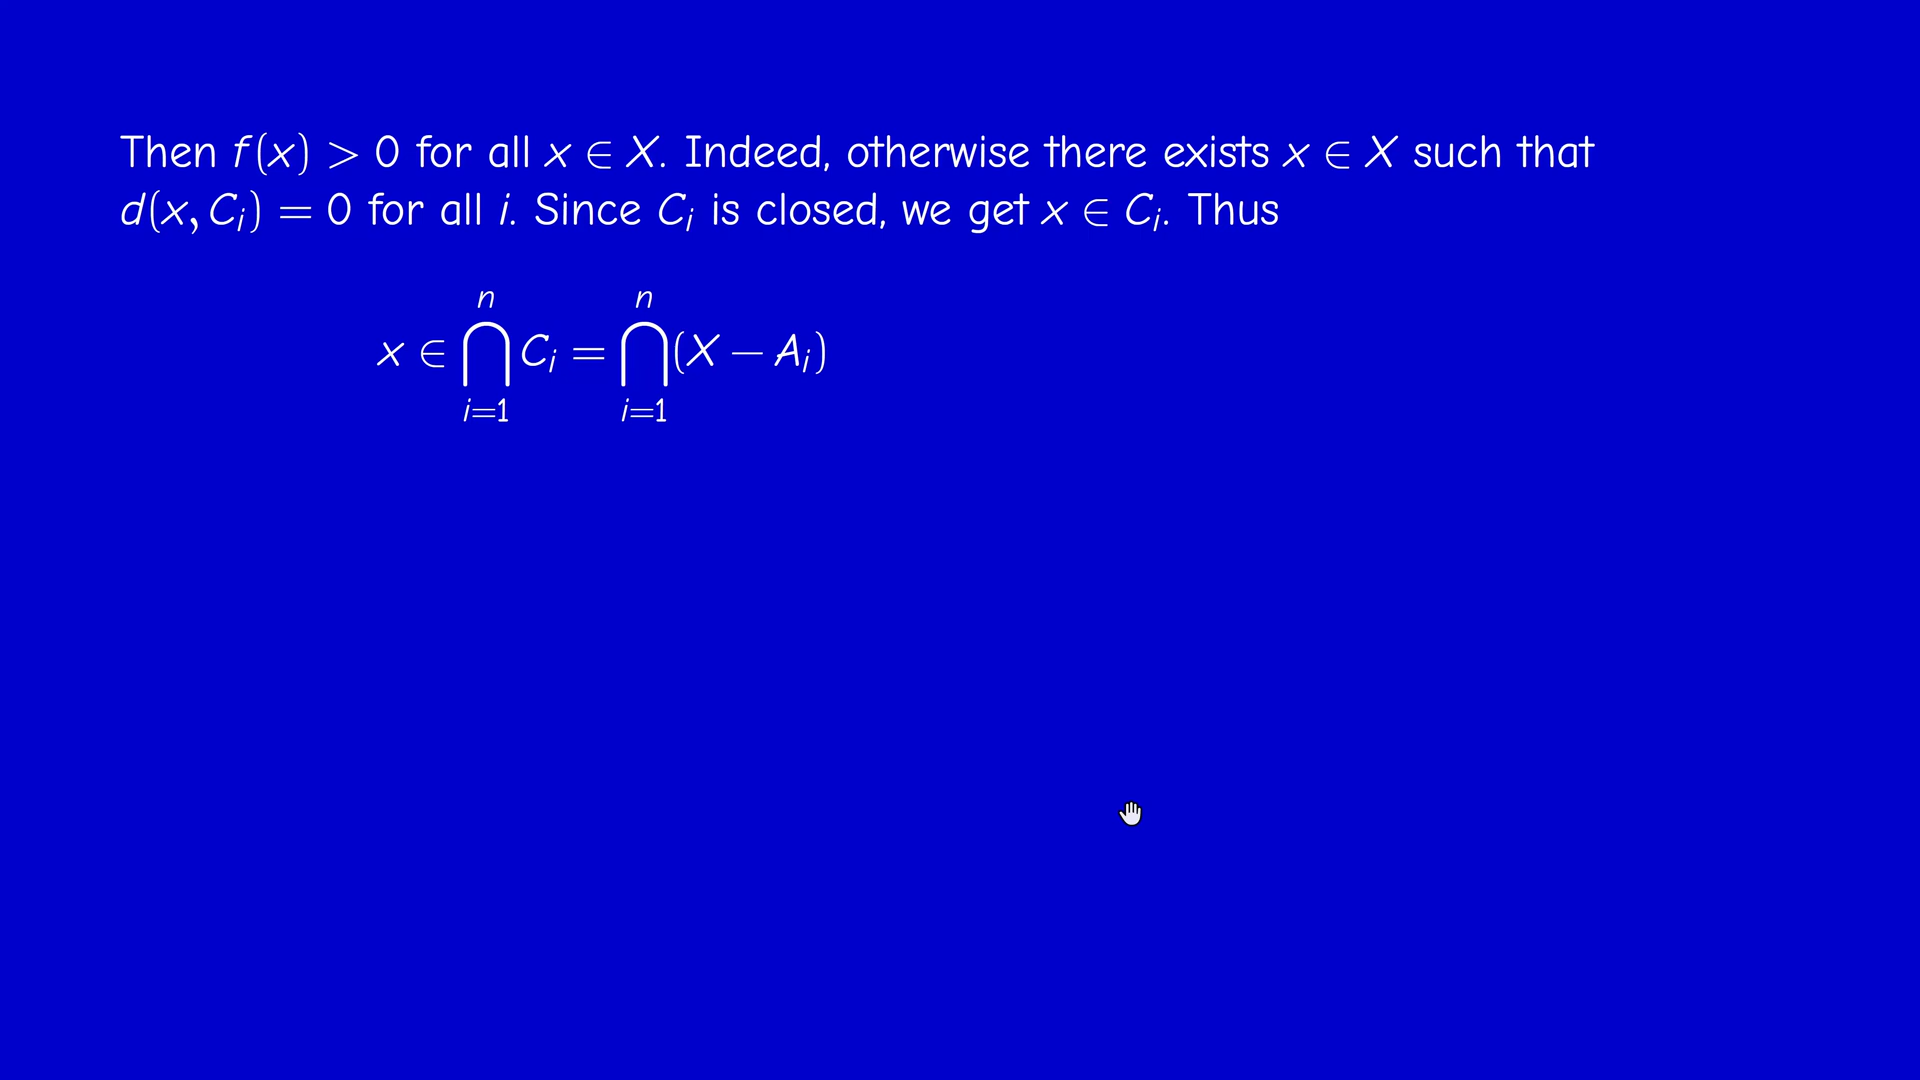 Then f(x) > 0 for all x ∈ X. Indeed, otherwise there exists x ∈ X such that
d(x, C_i) = 0 for all i. Since C_i is closed, we get x ∈ C_i. Thus
x ∈ ⋂_{i=1}^{n} C_i = ⋂_{i=1}^{n} (X − A_i)